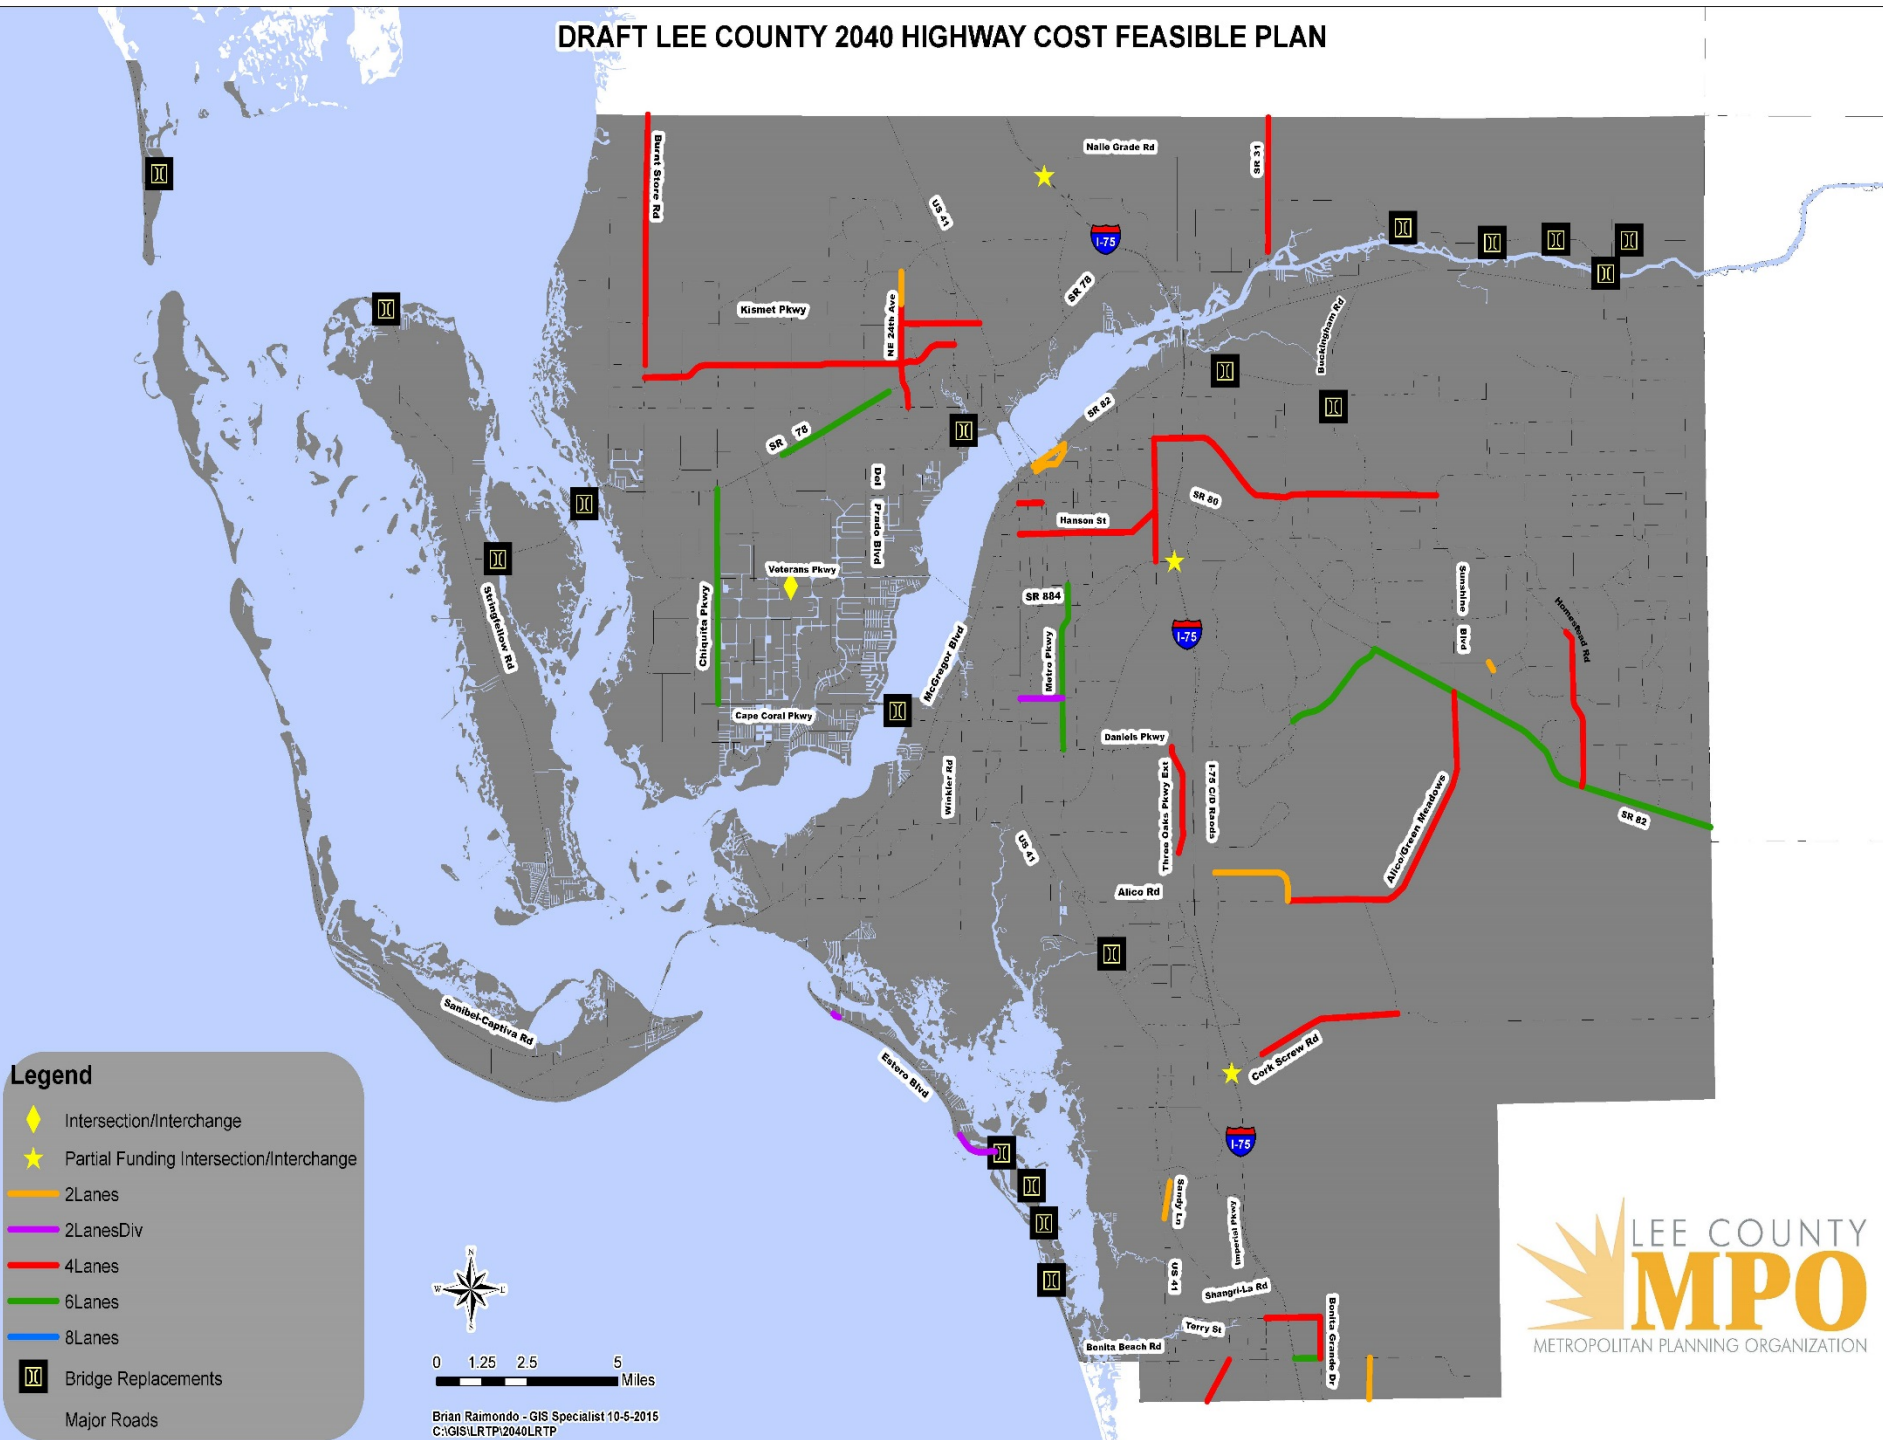 DRAFT LEE COUNTY 2040 HIGHWAY COST FEASIBLE PLAN
Burnt Store Rd
Nalle Grade Rd
SR 31
US 41
I-75
SR 78
Kismet Pkwy
NE 24th Ave
Buckingham Rd
SR 78
SR 82
Del Prado Blvd
SR 80
Hanson St
Veterans Pkwy
Chiquita Pkwy
Stringfellow Rd
SR 884
Sunshine Blvd
Homestead Rd
I-75
McGregor Blvd
Metro Pkwy
Cape Coral Pkwy
Daniels Pkwy
Winkler Rd
Three Oaks Pkwy Ext
I-75 C/D Raods
Alico/Green Meadows
SR 82
US 41
Alico Rd
Sanibel-Captiva Rd
Estero Blvd
Cork Screw Rd
I-75
Sandy Ln
Imperial Pkwy
US 41
Shangri-La Rd
Terry St
Bonita Beach Rd
Bonita Grande Dr
Legend
Intersection/Interchange
Partial Funding Intersection/Interchange
2Lanes
2LanesDiv
4Lanes
6Lanes
8Lanes
Bridge Replacements
Major Roads
N
W
E
S
0 1.25 2.5 5
Miles
Brian Raimondo - GIS Specialist 10-5-2015
C:\GIS\LRTP\2040LRTP
LEE COUNTY
MPO
METROPOLITAN PLANNING ORGANIZATION